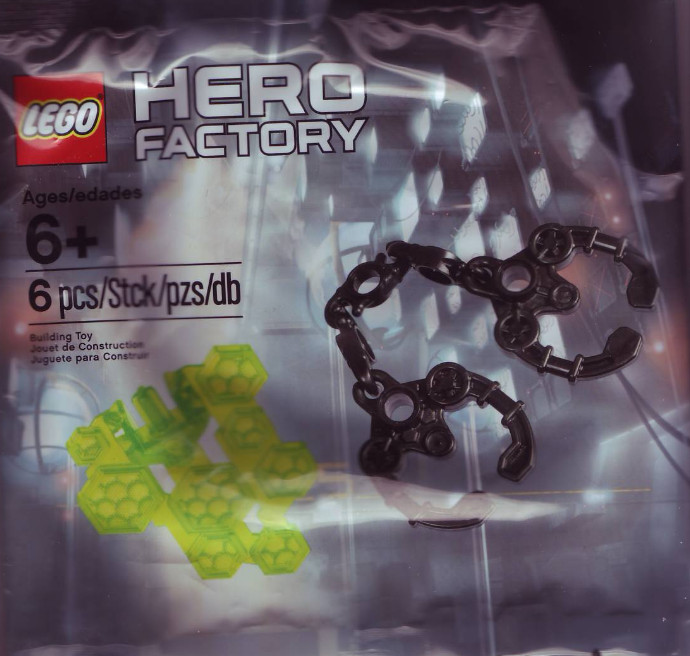 LEGO
HERO
FACTORY
Ages/edades
6+
6 pcs/Stck/pzs/db
Building Toy
Jouet de Construction
Juguete para Construir